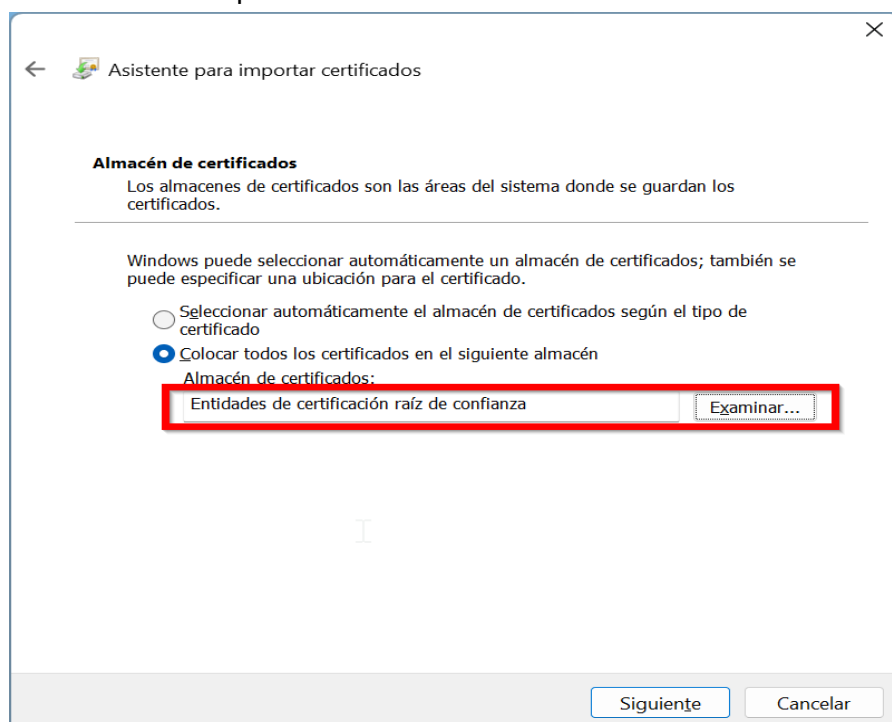 Asistente para importar certificados
Almacén de certificados
Los almacenes de certificados son las áreas del sistema donde se guardan los
certificados.
Windows puede seleccionar automáticamente un almacén de certificados; también se
puede especificar una ubicación para el certificado.
Seleccionar automáticamente el almacén de certificados según el tipo de
certificado
Colocar todos los certificados en el siguiente almacén
Almacén de certificados:
Entidades de certificación raíz de confianza
Examinar...
Siguiente
Cancelar